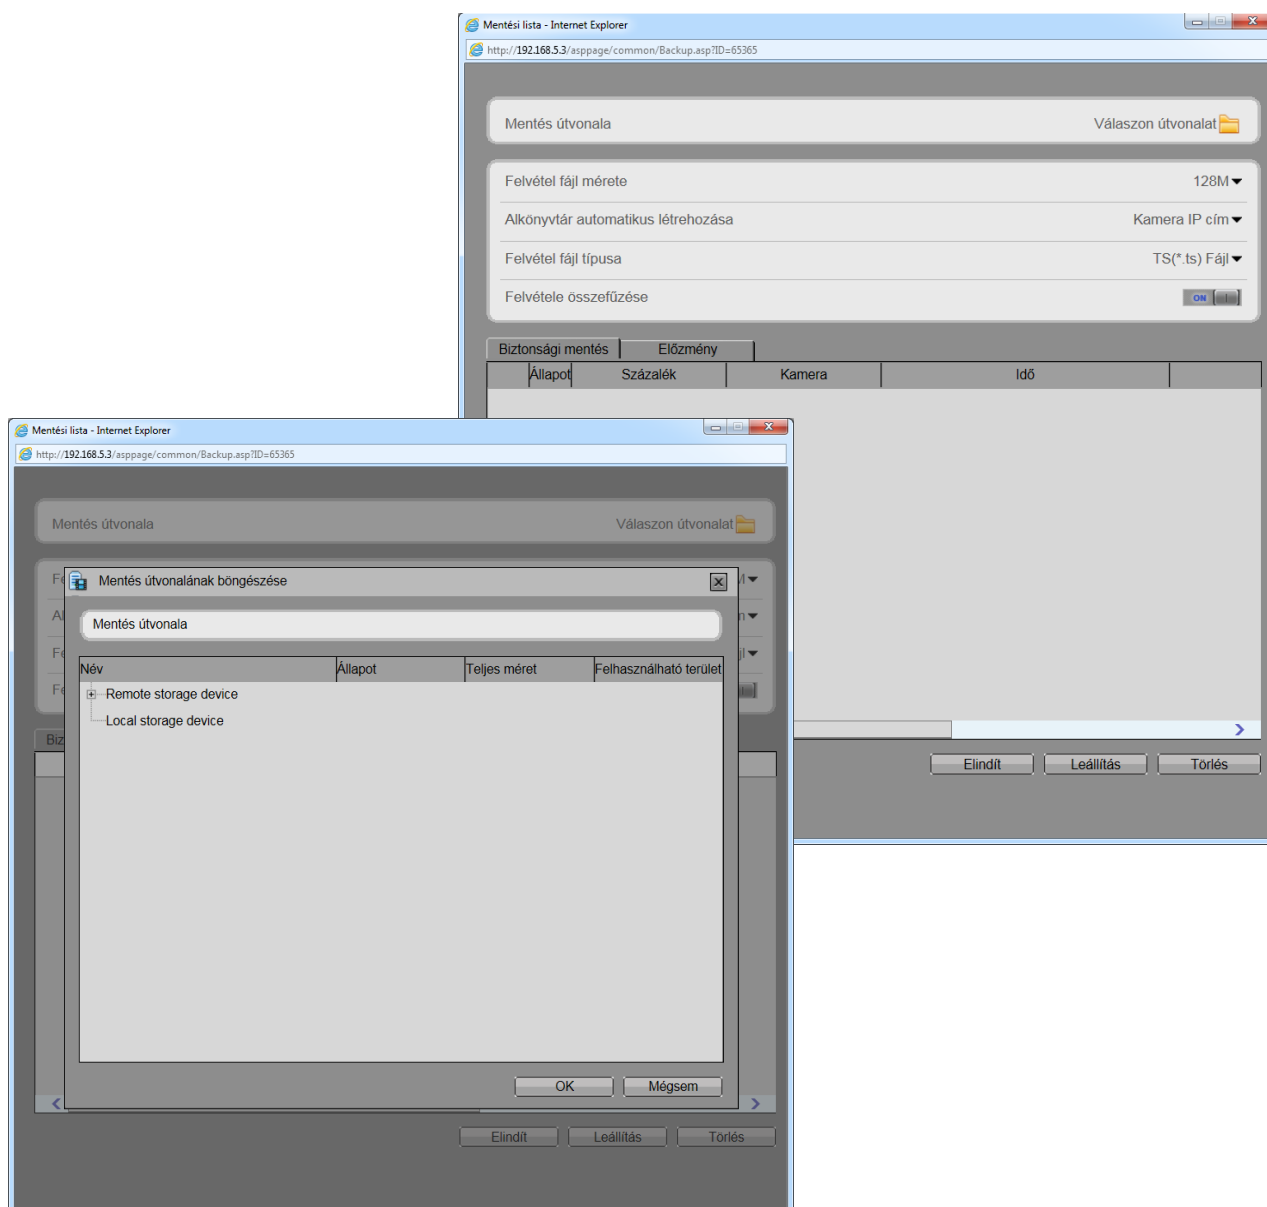 Mentési lista - Internet Explorer
http://192.168.5.3/asppage/common/Backup.asp?ID=65365
Mentés útvonala Válaszon útvonalat
Felvétel fájl mérete 128M
Alkönyvtár automatikus létrehozása Kamera IP cím
Felvétel fájl típusa TS(*.ts) Fájl
Felvétele összefűzése ON
Biztonsági mentés Előzmény
Állapot Százalék Kamera Idő
Elindít Leállítás Törlés
Mentési lista - Internet Explorer
http://192.168.5.3/asppage/common/Backup.asp?ID=65365
Mentés útvonala Válaszon útvonalat
Mentés útvonalának böngészése
Mentés útvonala
Név Állapot Teljes méret Felhasználható terület
Remote storage device
Local storage device
OK Mégsem
Elindít Leállítás Törlés